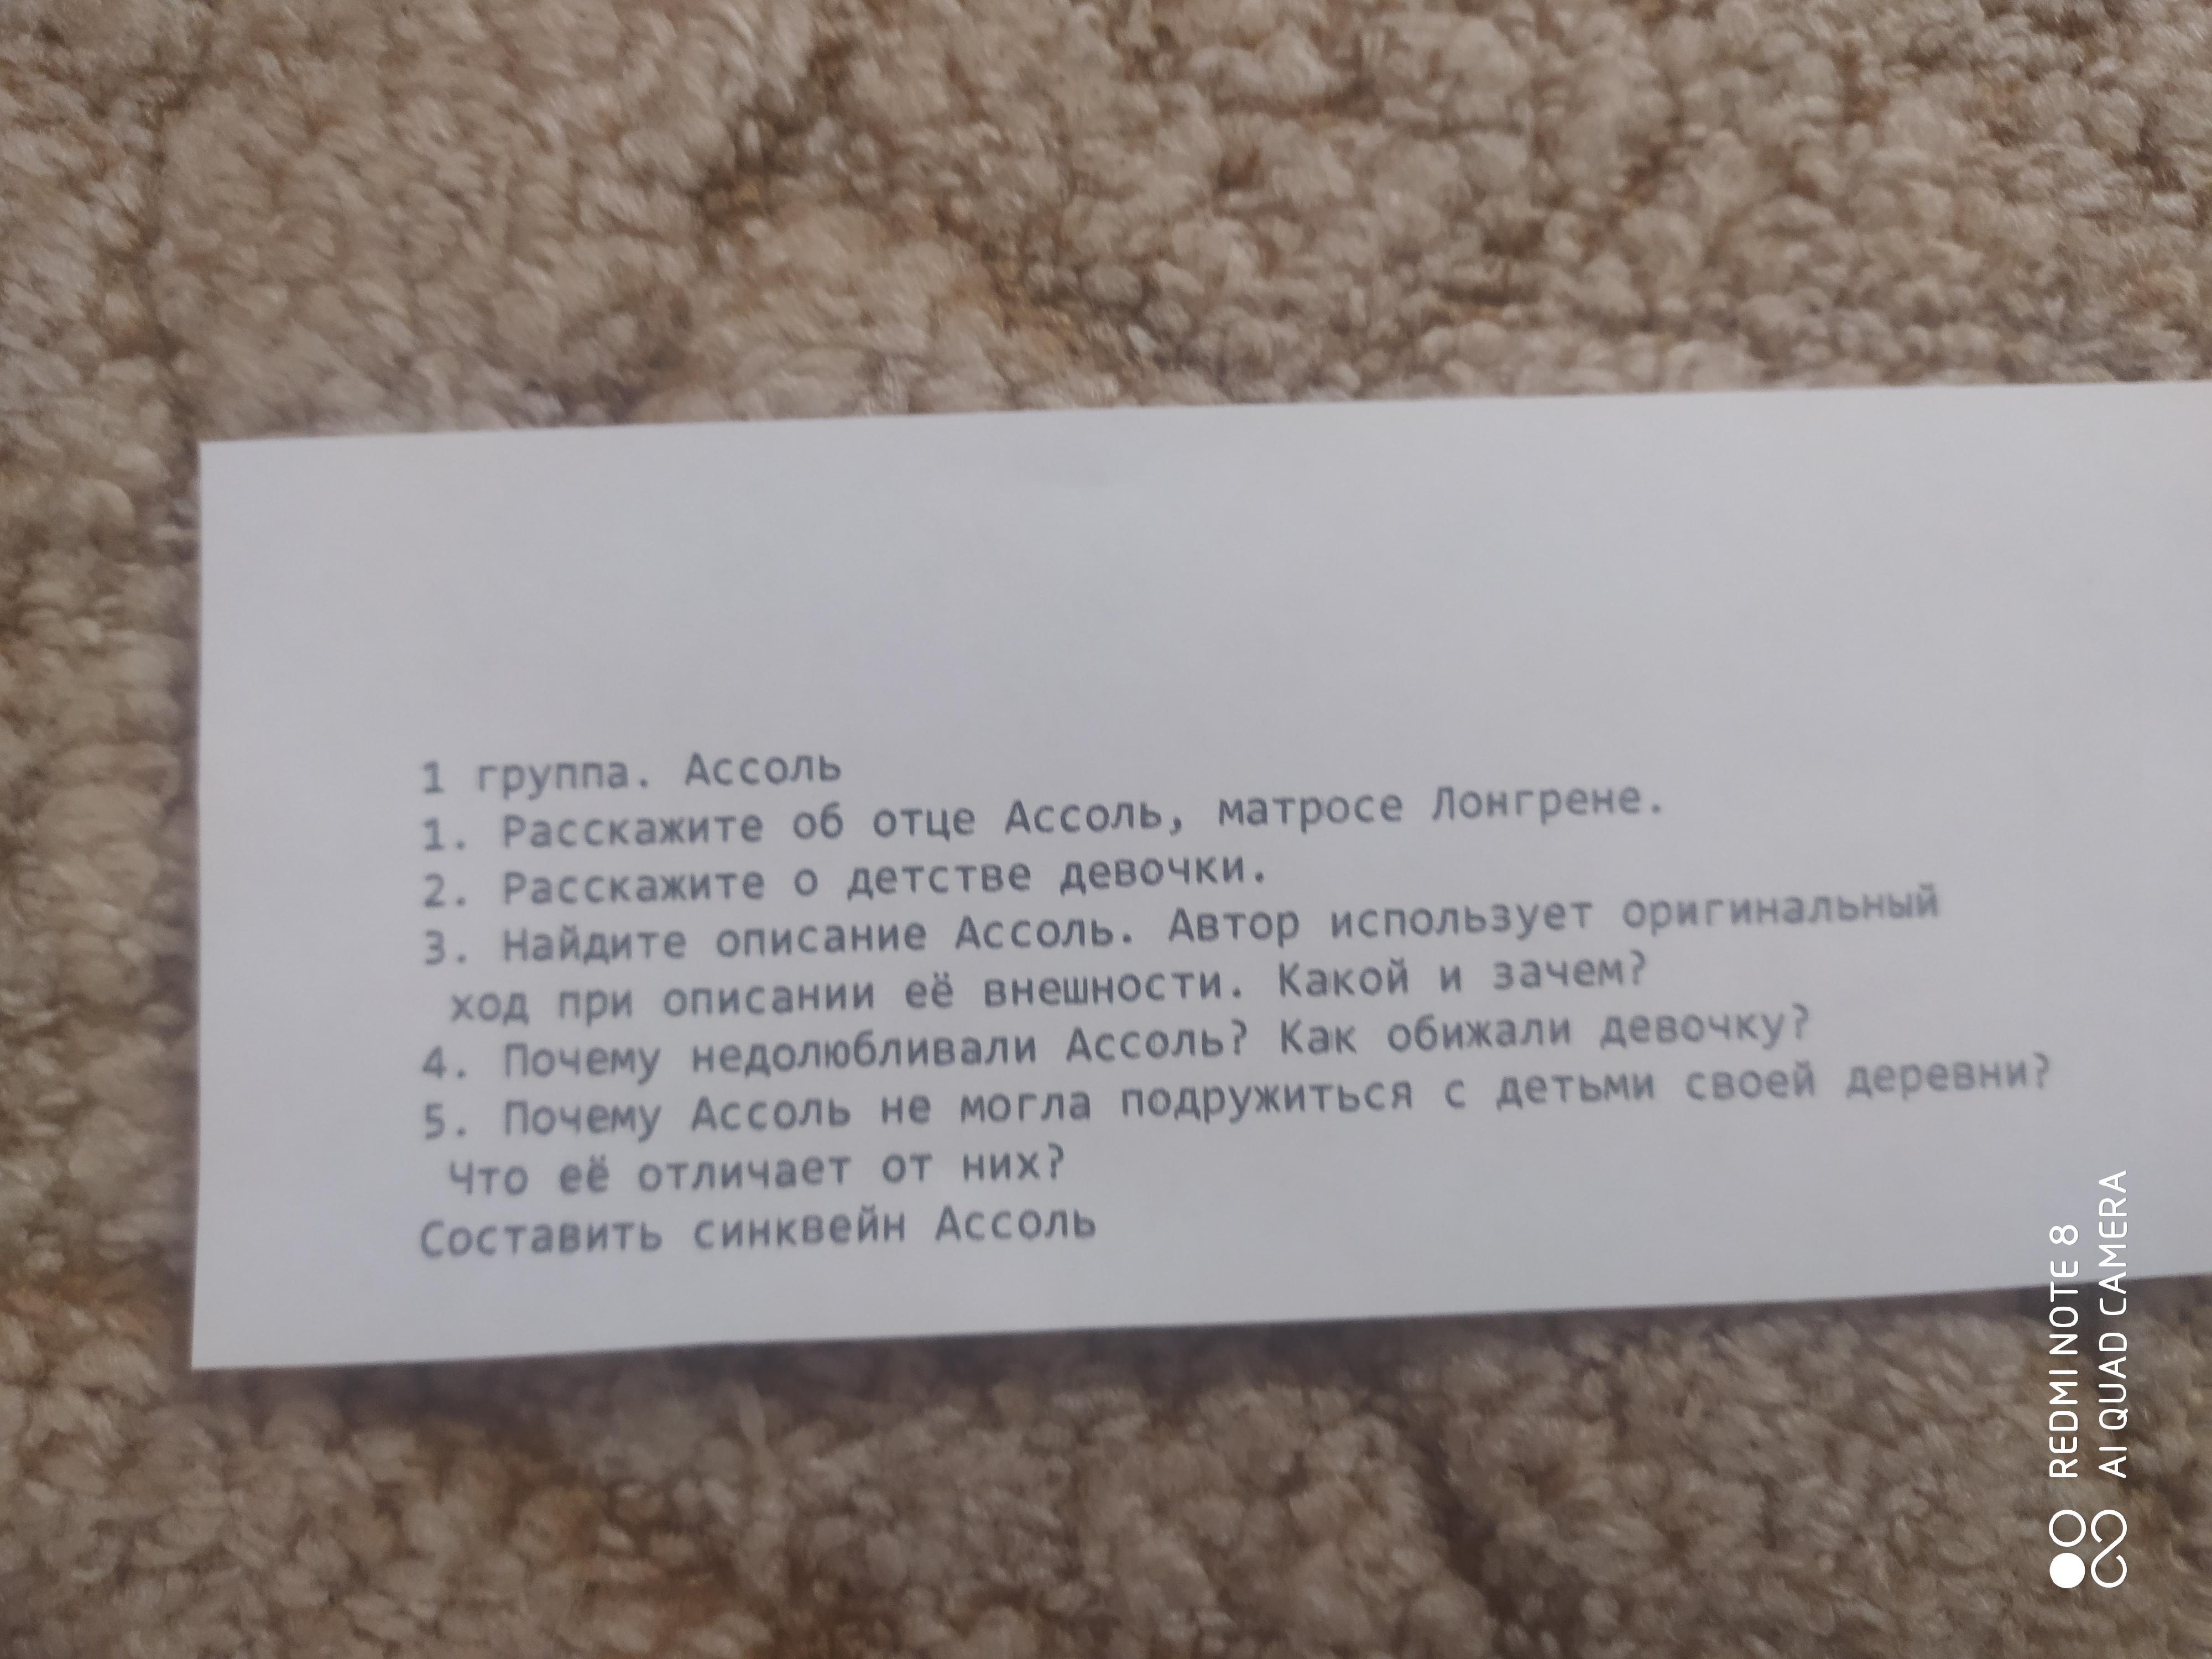 1 группа. Ассоль
1. Расскажите об отце Ассоль, матросе Лонгрене.
2. Расскажите о детстве девочки.
3. Найдите описание Ассоль. Автор использует оригинальный
ход при описании её внешности. Какой и зачем?
4. Почему недолюбливали Ассоль? Как обижали девочку?
5. Почему Ассоль не могла подружиться с детьми своей деревни?
Что её отличает от них?
Составить синквейн Ассоль
REDMI NOTE 8
AI QUAD CAMERA